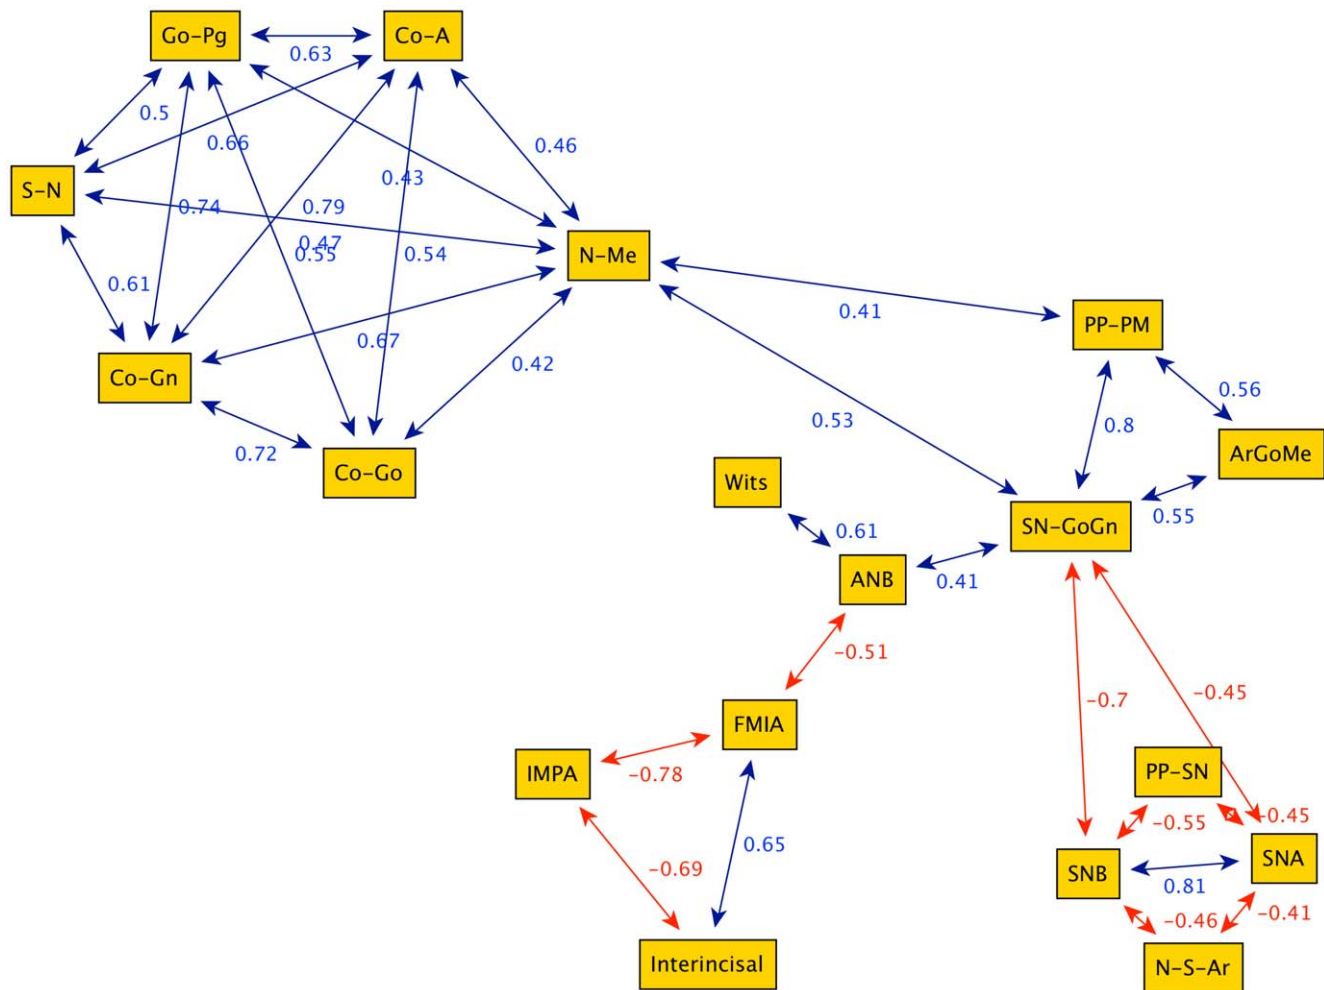 Go–Pg
Co–A
0.63
0.5
0.66
0.46
0.43
S–N
0.74
0.79
0.47
0.55
0.54
N–Me
0.61
0.41
PP–PM
0.67
0.42
Co–Gn
0.56
0.53
0.8
0.72
ArGoMe
Co–Go
Wits
0.55
SN–GoGn
0.61
ANB
0.41
–0.51
–0.7
–0.45
FMIA
IMPA
–0.78
PP–SN
–0.55
–0.45
0.65
–0.69
SNB
SNA
0.81
–0.46
–0.41
Interincisal
N–S–Ar